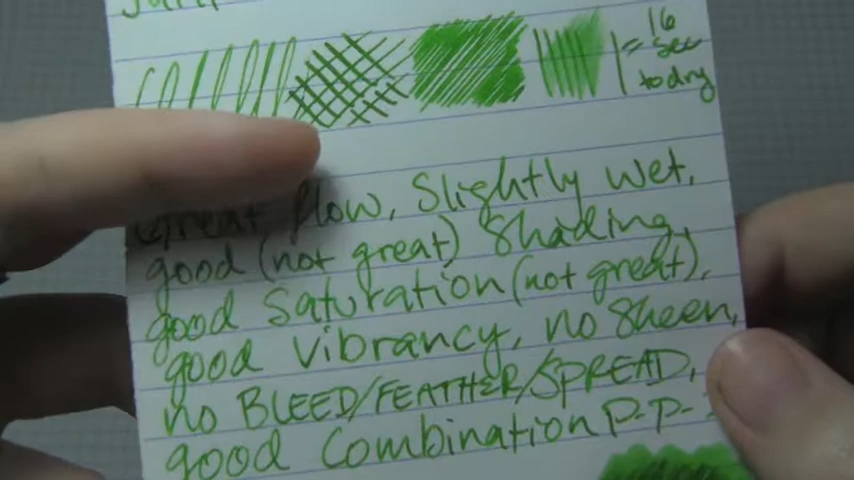 = 16
sec
to dry
Great flow, Slightly wet,
good (not great) Shading,
good Saturation (not great),
good vibrancy, no Sheen,
no BLEED/FEATHER/SPREAD,
good Combination P-P-